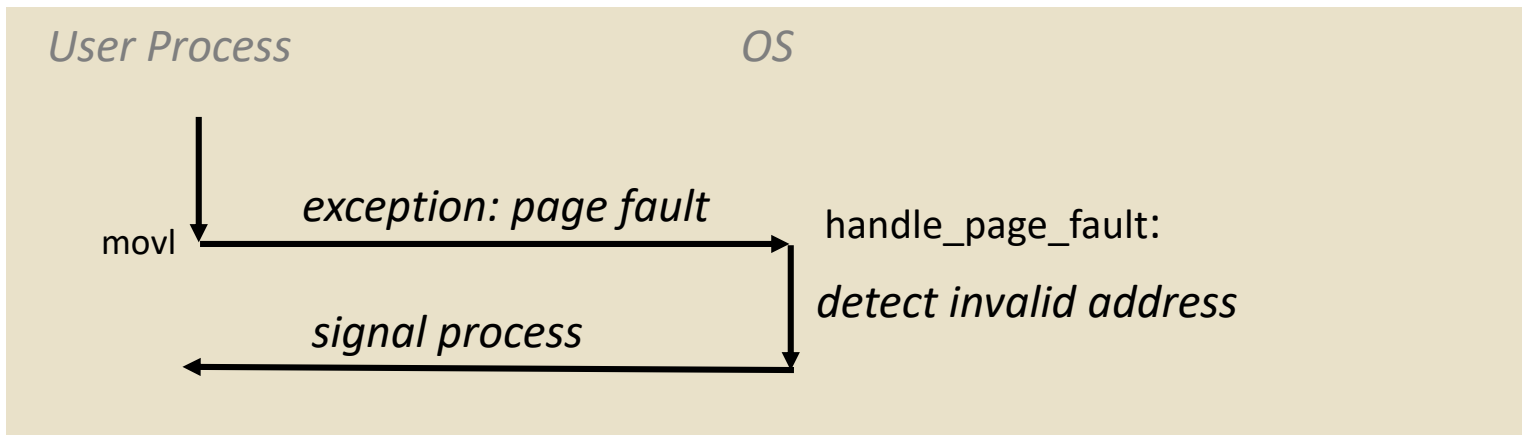 User Process
OS
exception: page fault
handle_page_fault:
movl
detect invalid address
signal process